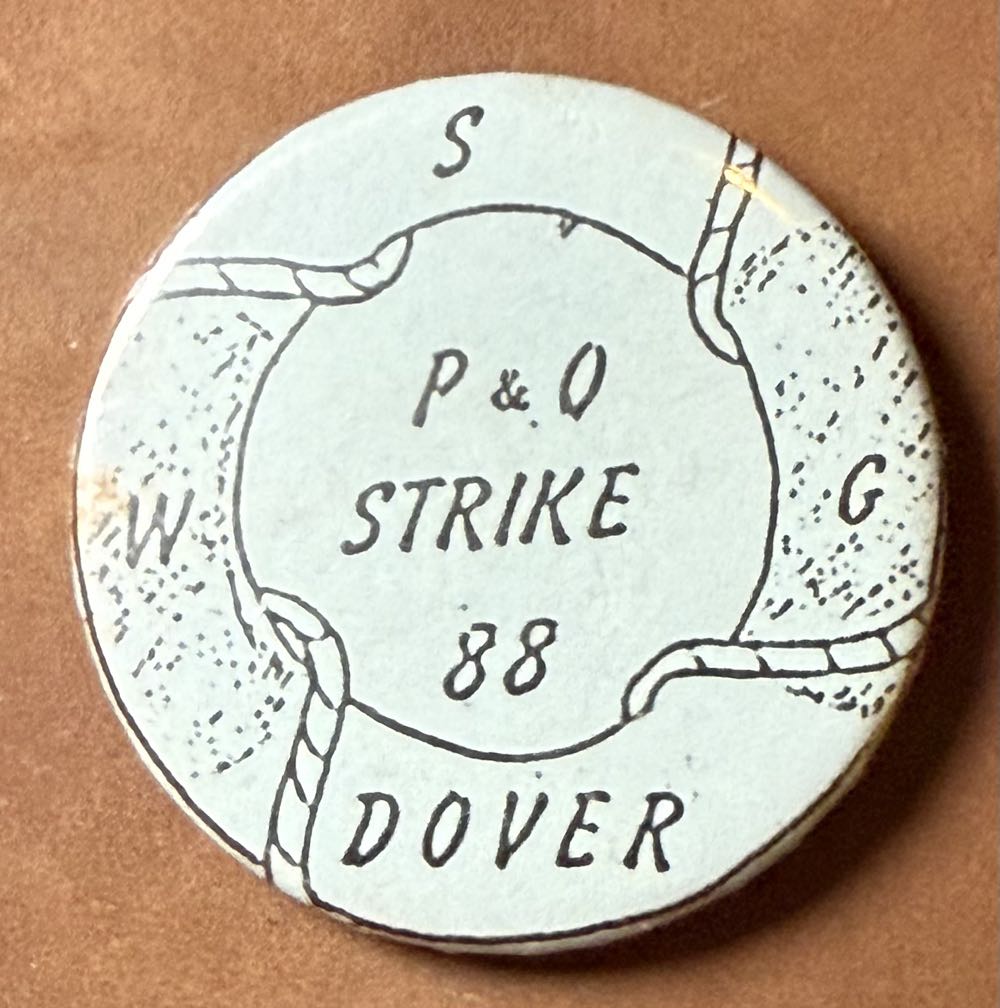 S
P & O
W STRIKE G
88
DOVER